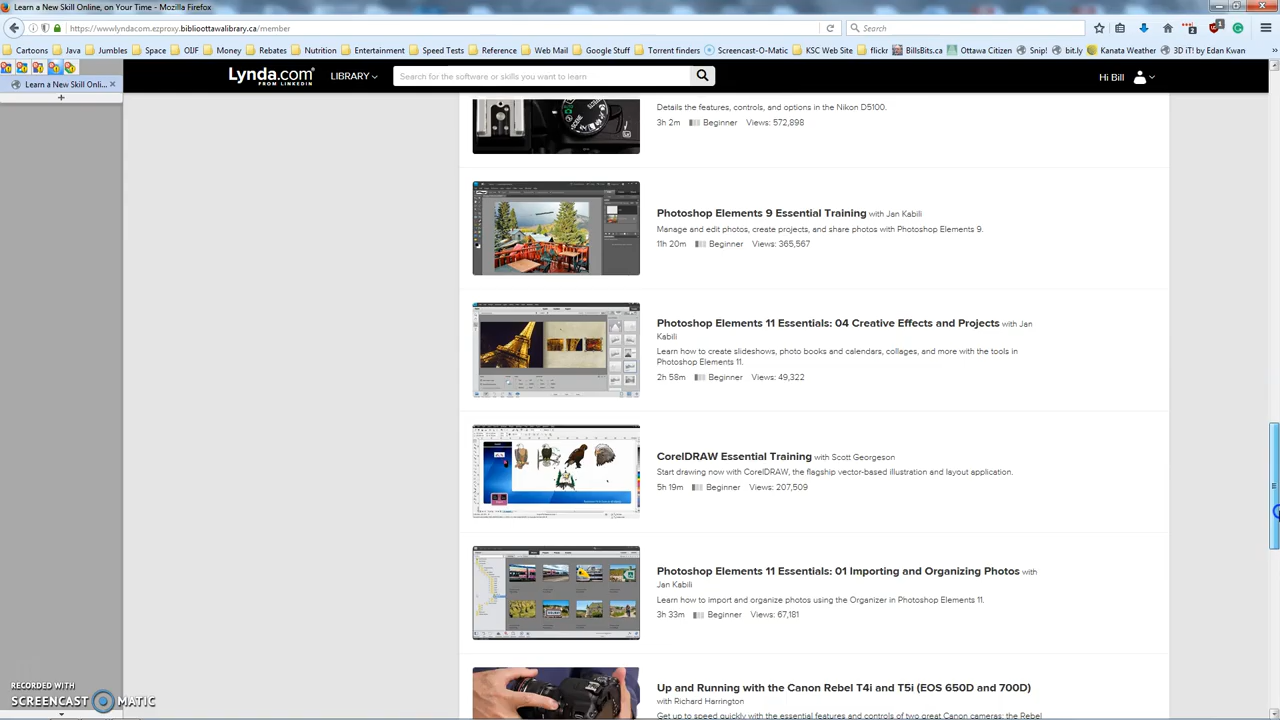 Learn a New Skill Online, on Your Time - Mozilla Firefox
https://wwwlyndacom.ezproxy.biblioottawalibrary.ca/member
Search
Cartoons Java Jumbles Space OIJF Money Rebates Nutrition Entertainment Speed Tests Reference Web Mail Google Stuff Torrent finders Screencast-O-Matic KSC Web Site flickr BillsBits.ca Ottawa Citizen Snip! bit.ly Kanata Weather 3D iT! by Edan Kwan
Learn a New Skill Onli...
Lynda.com
FROM LINKEDIN
LIBRARY
Search for the software or skills you want to learn
Hi Bill
Details the features, controls, and options in the Nikon D5100.
3h 2m Beginner Views: 572,898
Photoshop Elements 9 Essential Training with Jan Kabili
Manage and edit photos, create projects, and share photos with Photoshop Elements 9.
11h 20m Beginner Views: 365,567
Photoshop Elements 11 Essentials: 04 Creative Effects and Projects with Jan
Kabili
Learn how to create slideshows, photo books and calendars, collages, and more with the tools in
Photoshop Elements 11.
2h 58m Beginner Views: 49,322
CorelDRAW Essential Training with Scott Georgeson
Start drawing now with CorelDRAW, the flagship vector-based illustration and layout application.
5h 19m Beginner Views: 207,509
Photoshop Elements 11 Essentials: 01 Importing and Organizing Photos with
Jan Kabili
Learn how to import and organize photos using the Organizer in Photoshop Elements 11.
3h 33m Beginner Views: 67,181
Up and Running with the Canon Rebel T4i and T5i (EOS 650D and 700D)
with Richard Harrington
Get up to speed quickly with the essential features and controls of two great Canon cameras: the Rebel
RECORDED WITH
SCREENCAST MATIC